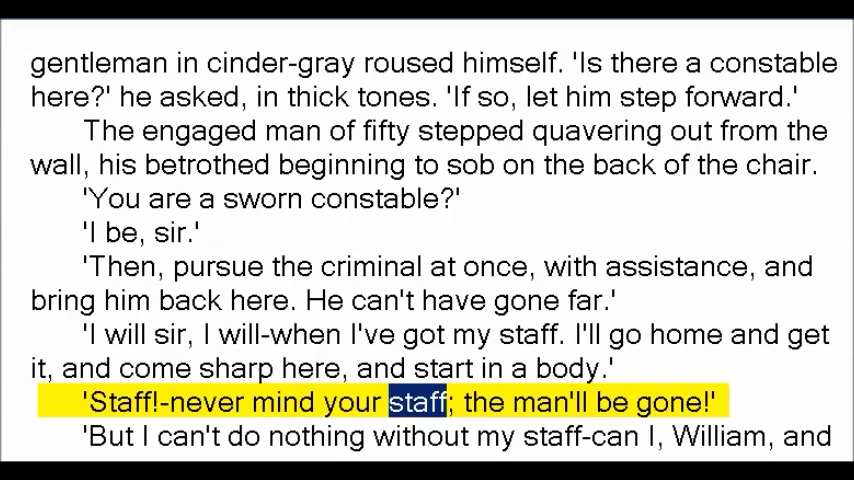 gentleman in cinder-gray roused himself. 'Is there a constable
here?' he asked, in thick tones. 'If so, let him step forward.'
The engaged man of fifty stepped quavering out from the
wall, his betrothed beginning to sob on the back of the chair.
'You are a sworn constable?'
'I be, sir.'
'Then, pursue the criminal at once, with assistance, and
bring him back here. He can't have gone far.'
'I will sir, I will-when I've got my staff. I'll go home and get
it, and come sharp here, and start in a body.'
'Staff!-never mind your staff; the man'll be gone!'
'But I can't do nothing without my staff-can I, William, and